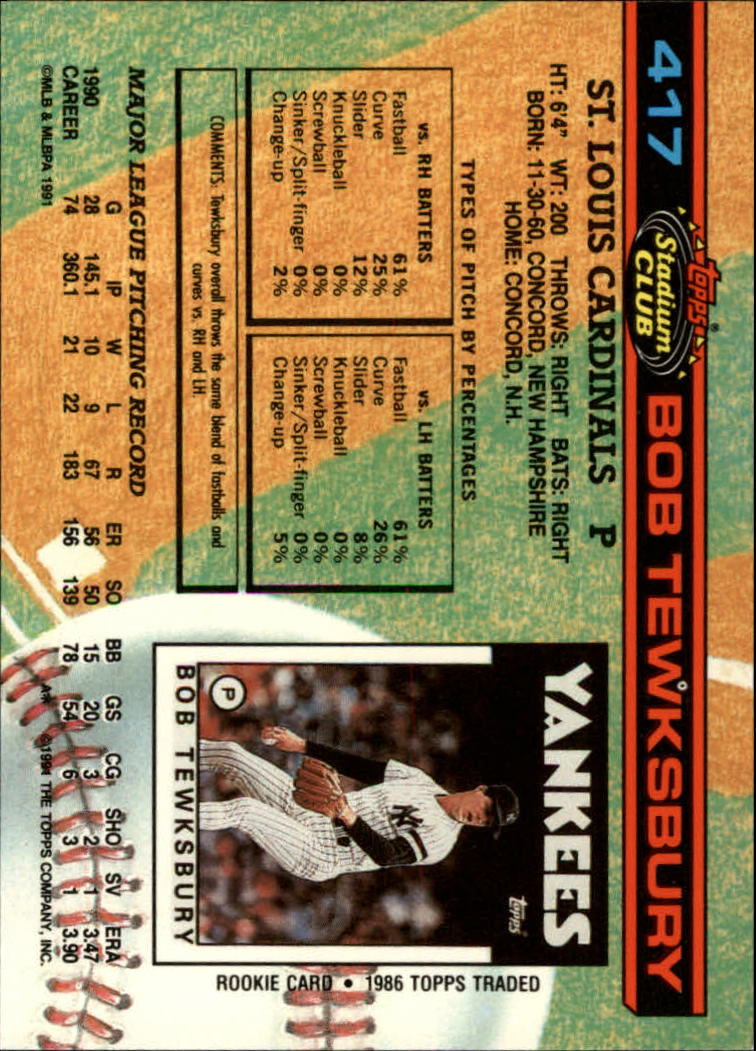 417
Topps®
Stadium
CLUB
BOB TEWKSBURY
ST. LOUIS CARDINALS P
HT: 6'4" WT: 200 THROWS: RIGHT BATS: RIGHT
BORN: 11-30-60, CONCORD, NEW HAMPSHIRE
HOME: CONCORD, N.H.
TYPES OF PITCH BY PERCENTAGES
vs. RH BATTERS
Fastball 61%
Curve 25%
Slider 12%
Knuckleball 0%
Screwball 0%
Sinker/Split-finger 0%
Change-up 2%
vs. LH BATTERS
Fastball 61%
Curve 26%
Slider 8%
Knuckleball 0%
Screwball 0%
Sinker/Split-finger 0%
Change-up 5%
COMMENTS: Tewksbury overall throws the same blend of fastballs and
curves vs. RH and LH.
YANKEES
Topps
NY
P
BOB TEWKSBURY
ROOKIE CARD • 1986 TOPPS TRADED
MAJOR LEAGUE PITCHING RECORD
G IP W L R ER SO BB GS CG SHO SV ERA
1990 28 145.1 10 9 67 56 50 15 20 3 2 1 3.47
CAREER 74 360.1 21 22 183 156 139 78 54 6 3 1 3.90
©MLB & MLBPA 1991
A* ©1991 THE TOPPS COMPANY, INC.